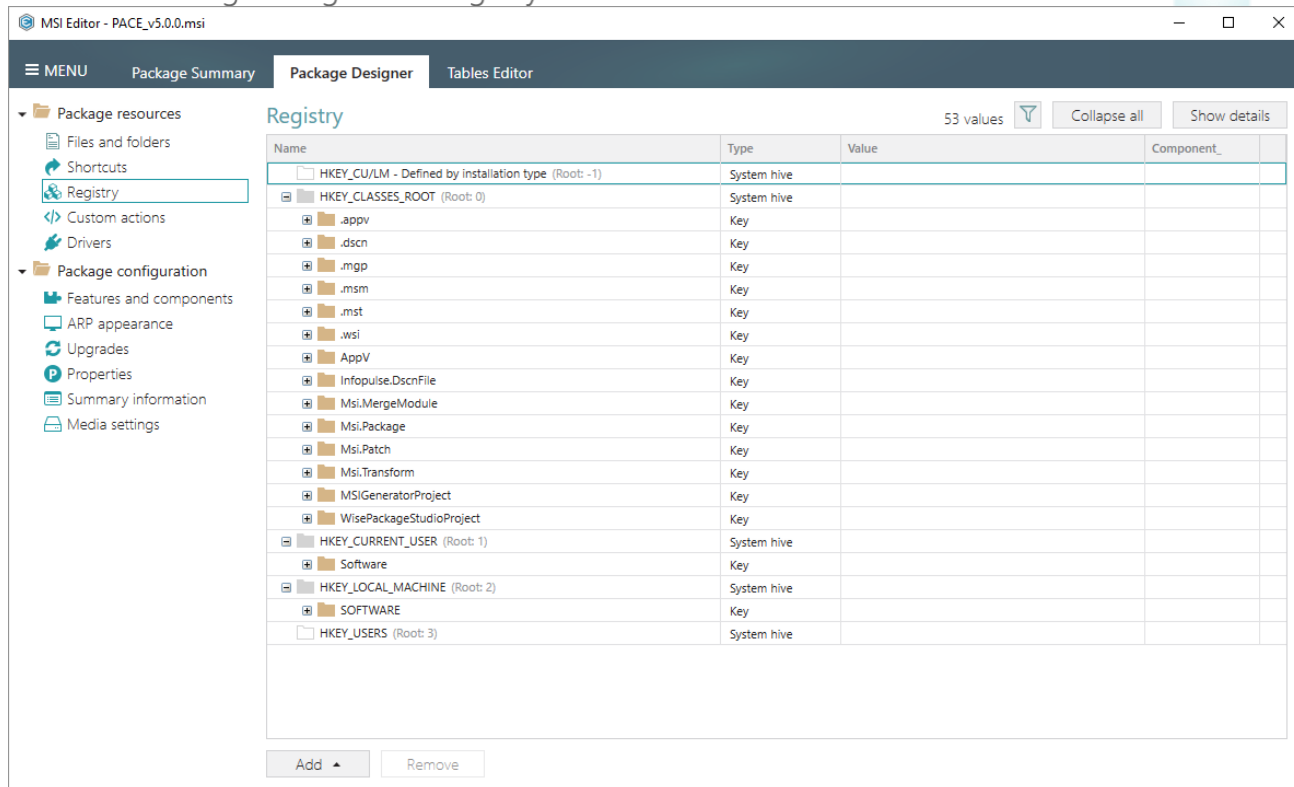 MSI Editor - PACE_v5.0.0.msi
MENU Package Summary Package Designer Tables Editor
Package resources
Files and folders
Shortcuts
Registry
Custom actions
Drivers
Package configuration
Features and components
ARP appearance
Upgrades
Properties
Summary information
Media settings
Registry 53 values Collapse all Show details
Name Type Value Component_
HKEY_CU/LM - Defined by installation type (Root: -1) System hive
HKEY_CLASSES_ROOT (Root: 0) System hive
.appv Key
.dscn Key
.mgp Key
.msm Key
.mst Key
.wsi Key
AppV Key
Infopulse.DscnFile Key
Msi.MergeModule Key
Msi.Package Key
Msi.Patch Key
Msi.Transform Key
MSIGeneratorProject Key
WisePackageStudioProject Key
HKEY_CURRENT_USER (Root: 1) System hive
Software Key
HKEY_LOCAL_MACHINE (Root: 2) System hive
SOFTWARE Key
HKEY_USERS (Root: 3) System hive
Add Remove